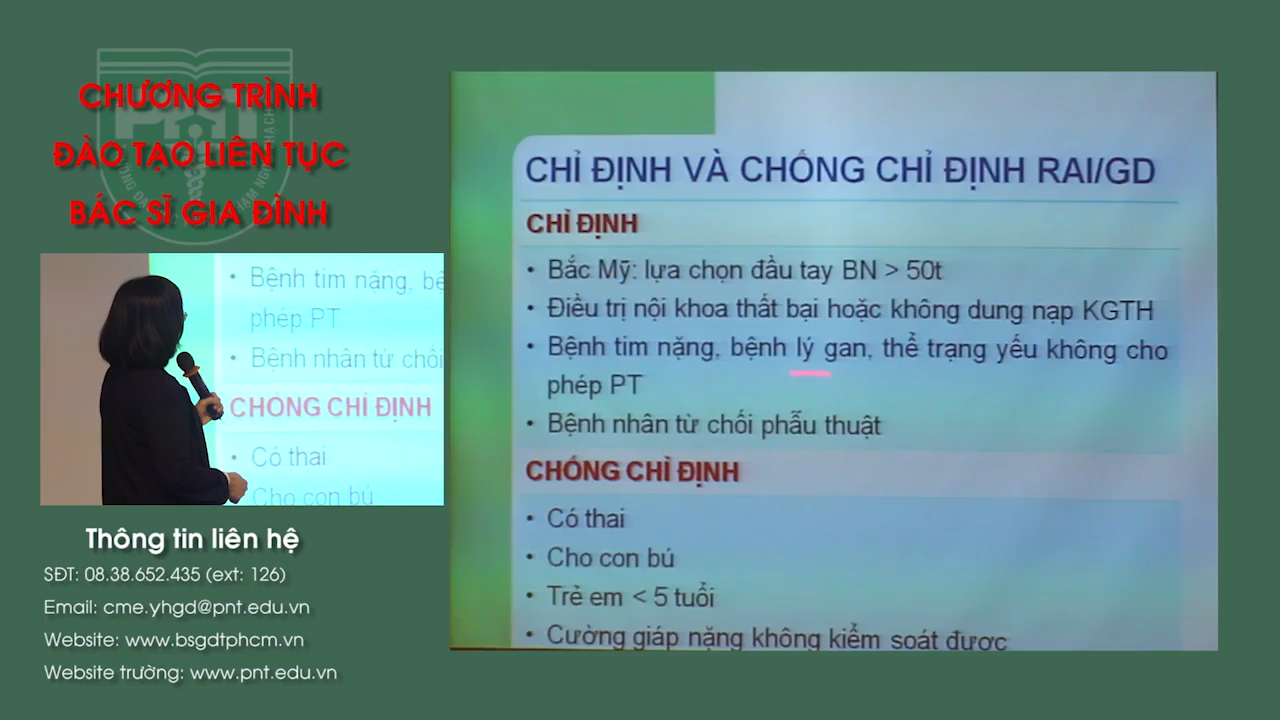 CHƯƠNG TRÌNH
ĐÀO TẠO LIÊN TỤC
BÁC SĨ GIA ĐÌNH
Bệnh tim nặng, bệ
phép PT
Bệnh nhân từ chối
CHỐNG CHỈ ĐỊNH
Có thai
Cho con bú
Thông tin liên hệ
SĐT: 08.38.652.435 (ext: 126)
Email: cme.yhgd@pnt.edu.vn
Website: www.bsgdtphcm.vn
Website trường: www.pnt.edu.vn
CHỈ ĐỊNH VÀ CHỐNG CHỈ ĐỊNH RAI/GD
CHỈ ĐỊNH
• Bắc Mỹ: lựa chọn đầu tay BN > 50t
• Điều trị nội khoa thất bại hoặc không dung nạp KGTH
• Bệnh tim nặng, bệnh lý gan, thể trạng yếu không cho
phép PT
• Bệnh nhân từ chối phẫu thuật
CHỐNG CHỈ ĐỊNH
• Có thai
• Cho con bú
• Trẻ em < 5 tuổi
• Cường giáp nặng không kiểm soát được